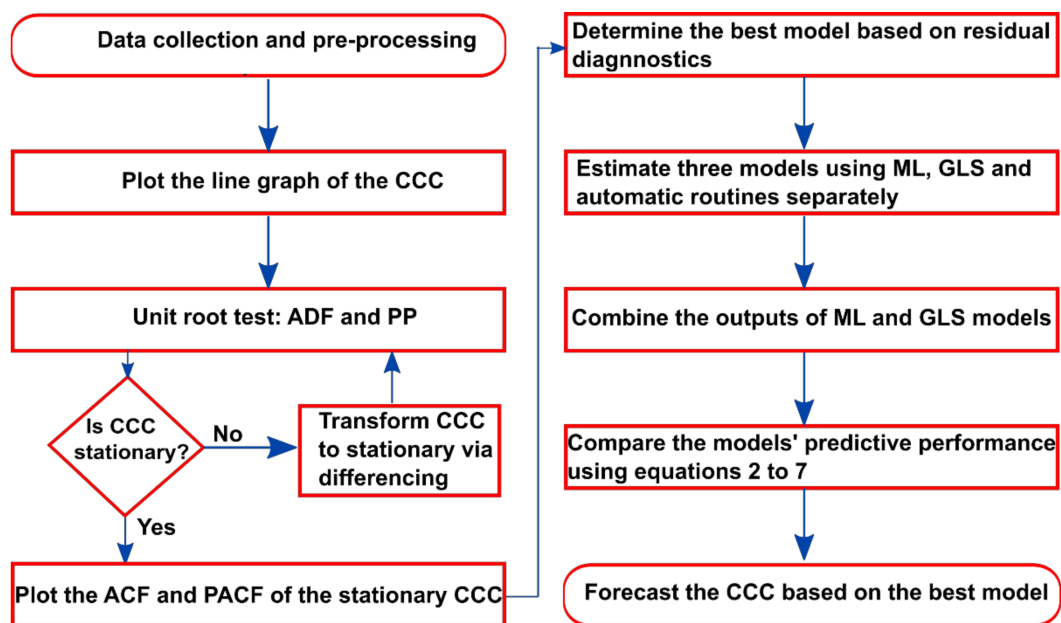 Data collection and pre-processing
Plot the line graph of the CCC
Unit root test: ADF and PP
Is CCC
stationary?
No
Transform CCC
to stationary via
differencing
Yes
Plot the ACF and PACF of the stationary CCC
Determine the best model based on residual
diagnnostics
Estimate three models using ML, GLS and
automatic routines separately
Combine the outputs of ML and GLS models
Compare the models' predictive performance
using equations 2 to 7
Forecast the CCC based on the best model